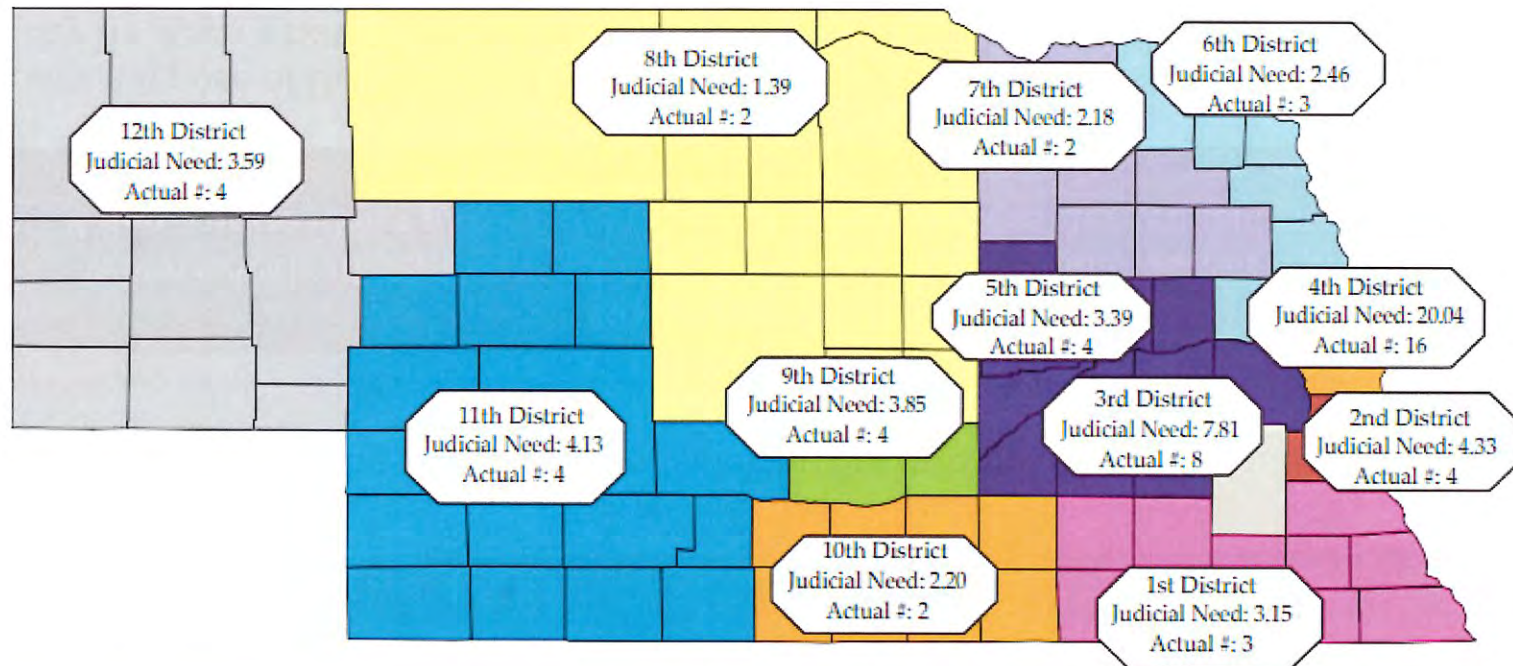 8th District
Judicial Need: 1.39
Actual #: 2
6th District
Judicial Need: 2.46
Actual #: 3
7th District
Judicial Need: 2.18
Actual #: 2
12th District
Judicial Need: 3.59
Actual #: 4
5th District
Judicial Need: 3.39
Actual #: 4
4th District
Judicial Need: 20.04
Actual #: 16
9th District
Judicial Need: 3.85
Actual #: 4
3rd District
Judicial Need: 7.81
Actual #: 8
11th District
Judicial Need: 4.13
Actual #: 4
2nd District
Judicial Need: 4.33
Actual #: 4
10th District
Judicial Need: 2.20
Actual #: 2
1st District
Judicial Need: 3.15
Actual #: 3